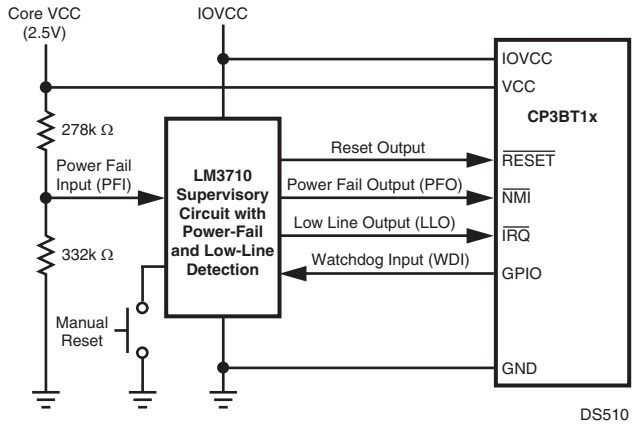 Core VCC
(2.5V)
IOVCC
278k Ω
Power Fail
Input (PFI)
332k Ω
Manual
Reset
LM3710
Supervisory
Circuit with
Power-Fail
and Low-Line
Detection
Reset Output
Power Fail Output (PFO)
Low Line Output (LLO)
Watchdog Input (WDI)
IOVCC
VCC
CP3BT1x
RESET
NMI
IRQ
GPIO
GND
DS510